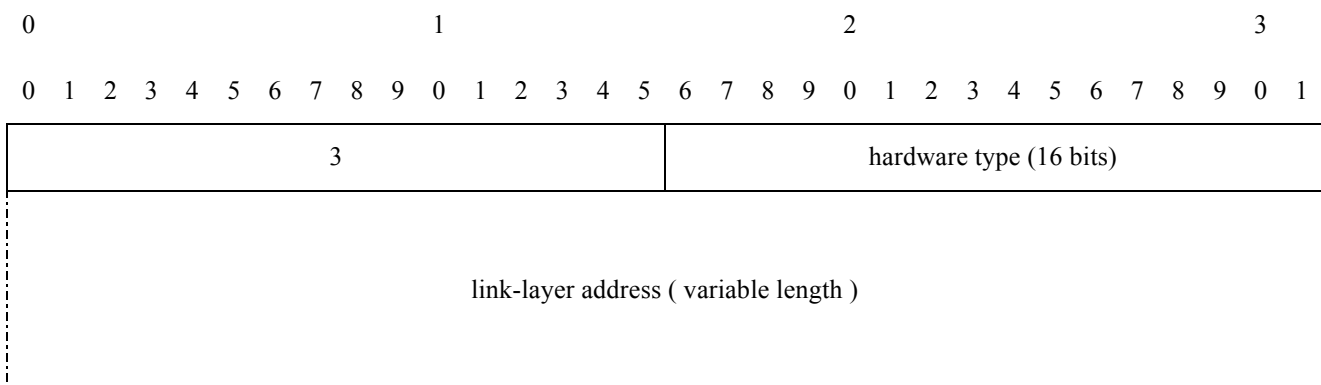 0 1 2 3
0 1 2 3 4 5 6 7 8 9 0 1 2 3 4 5 6 7 8 9 0 1 2 3 4 5 6 7 8 9 0 1
3 hardware type (16 bits)
link-layer address ( variable length )